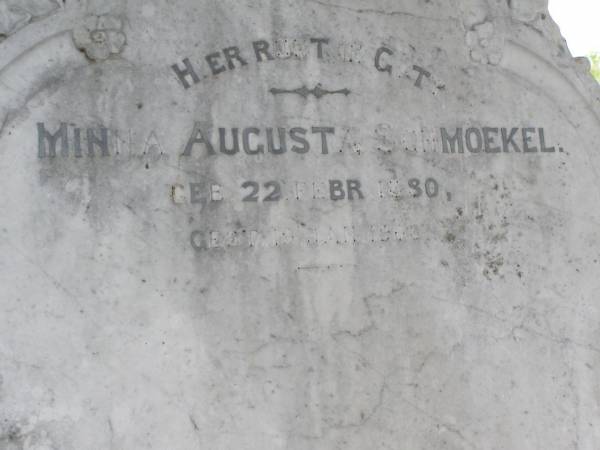 HIER RUHT IN GOTT
MINNA AUGUSTA SCHMOEKEL.
GEB. 22. FEBR.